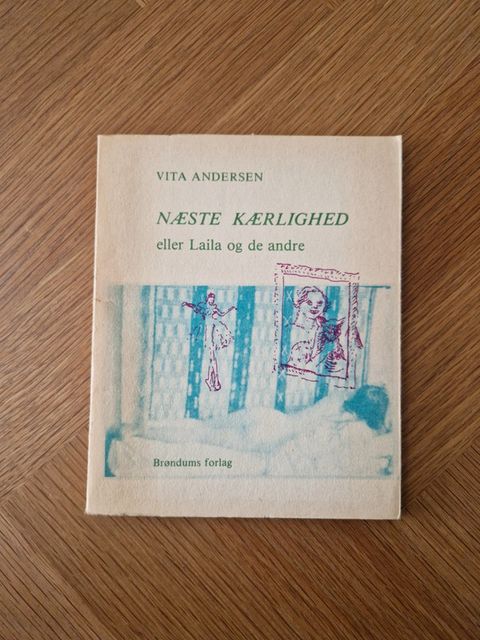 VITA ANDERSEN
NÆSTE KÆRLIGHED
eller Laila og de andre
Brøndums forlag